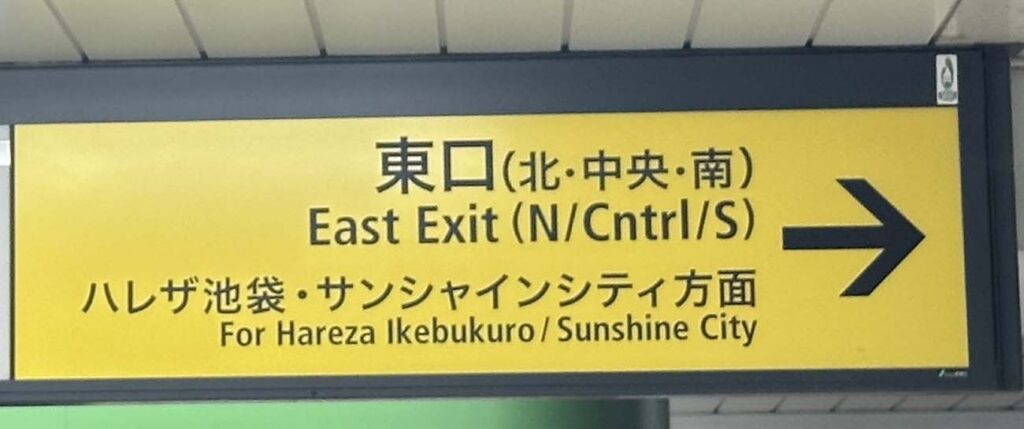 東口(北・中央・南)
East Exit (N/Cntrl/S)
ハレザ池袋・サンシャインシティ方面
For Hareza Ikebukuro / Sunshine City